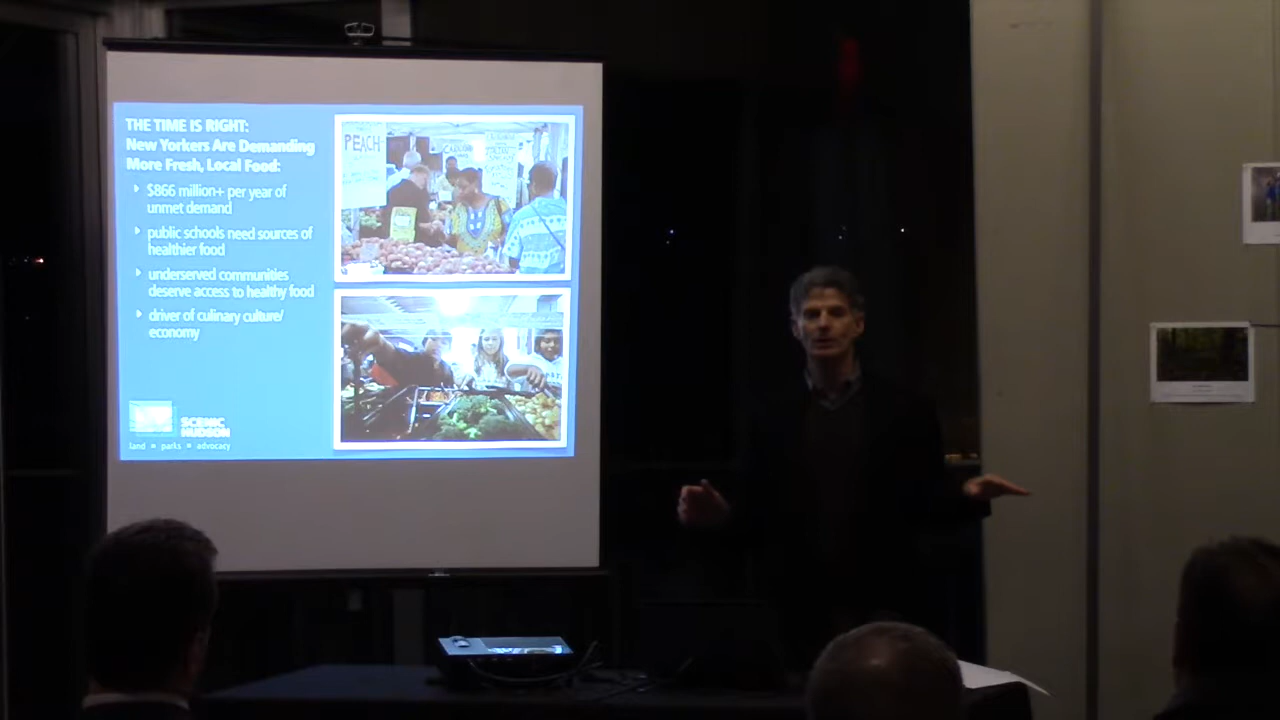 THE TIME IS RIGHT:
New Yorkers Are Demanding
More Fresh, Local Food:
$866 million+ per year of
unmet demand
public schools need sources of
healthier food
underserved communities
deserve access to healthy food
driver of culinary culture/
economy
SCENIC
HUDSON
land • parks • advocacy
PEACH